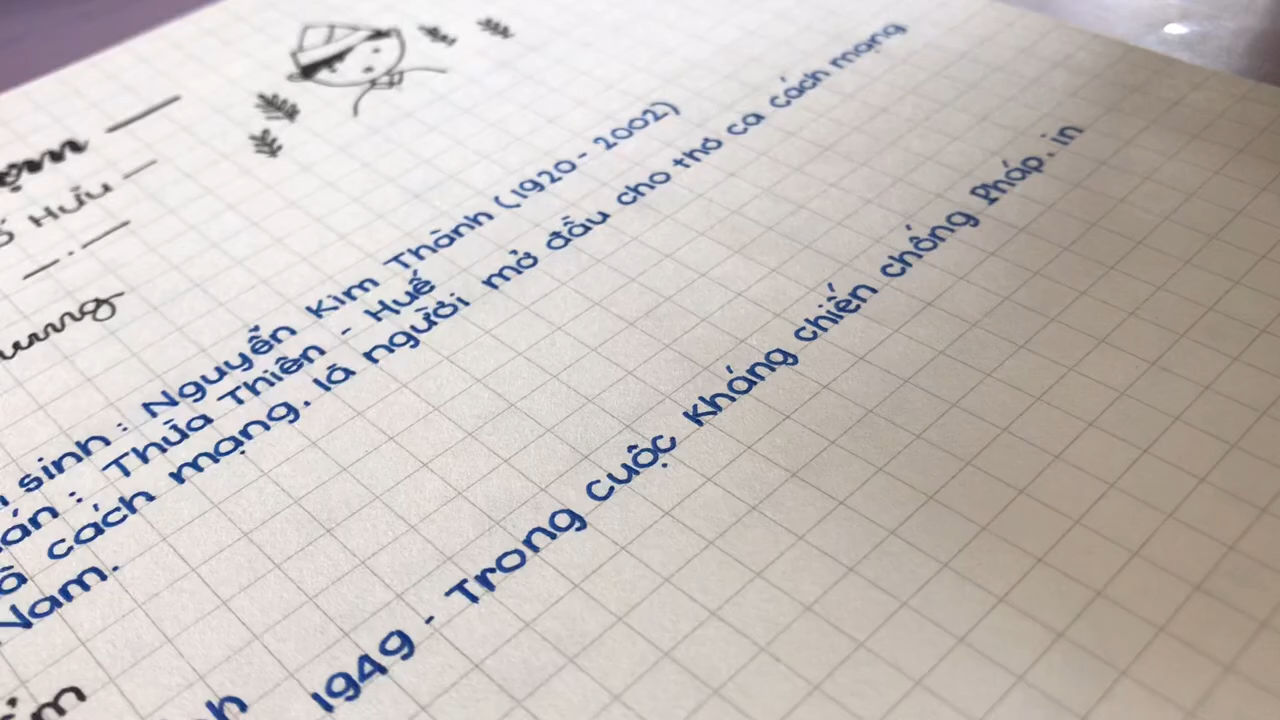 Hữu
sinh : Nguyễn Kim Thành (1920 - 2002)
: Thừa Thiên - Huế
cách mạng. là người mở đầu cho thơ ca cách mạng
Nam.
1949 - Trong cuộc kháng chiến chống Pháp. in